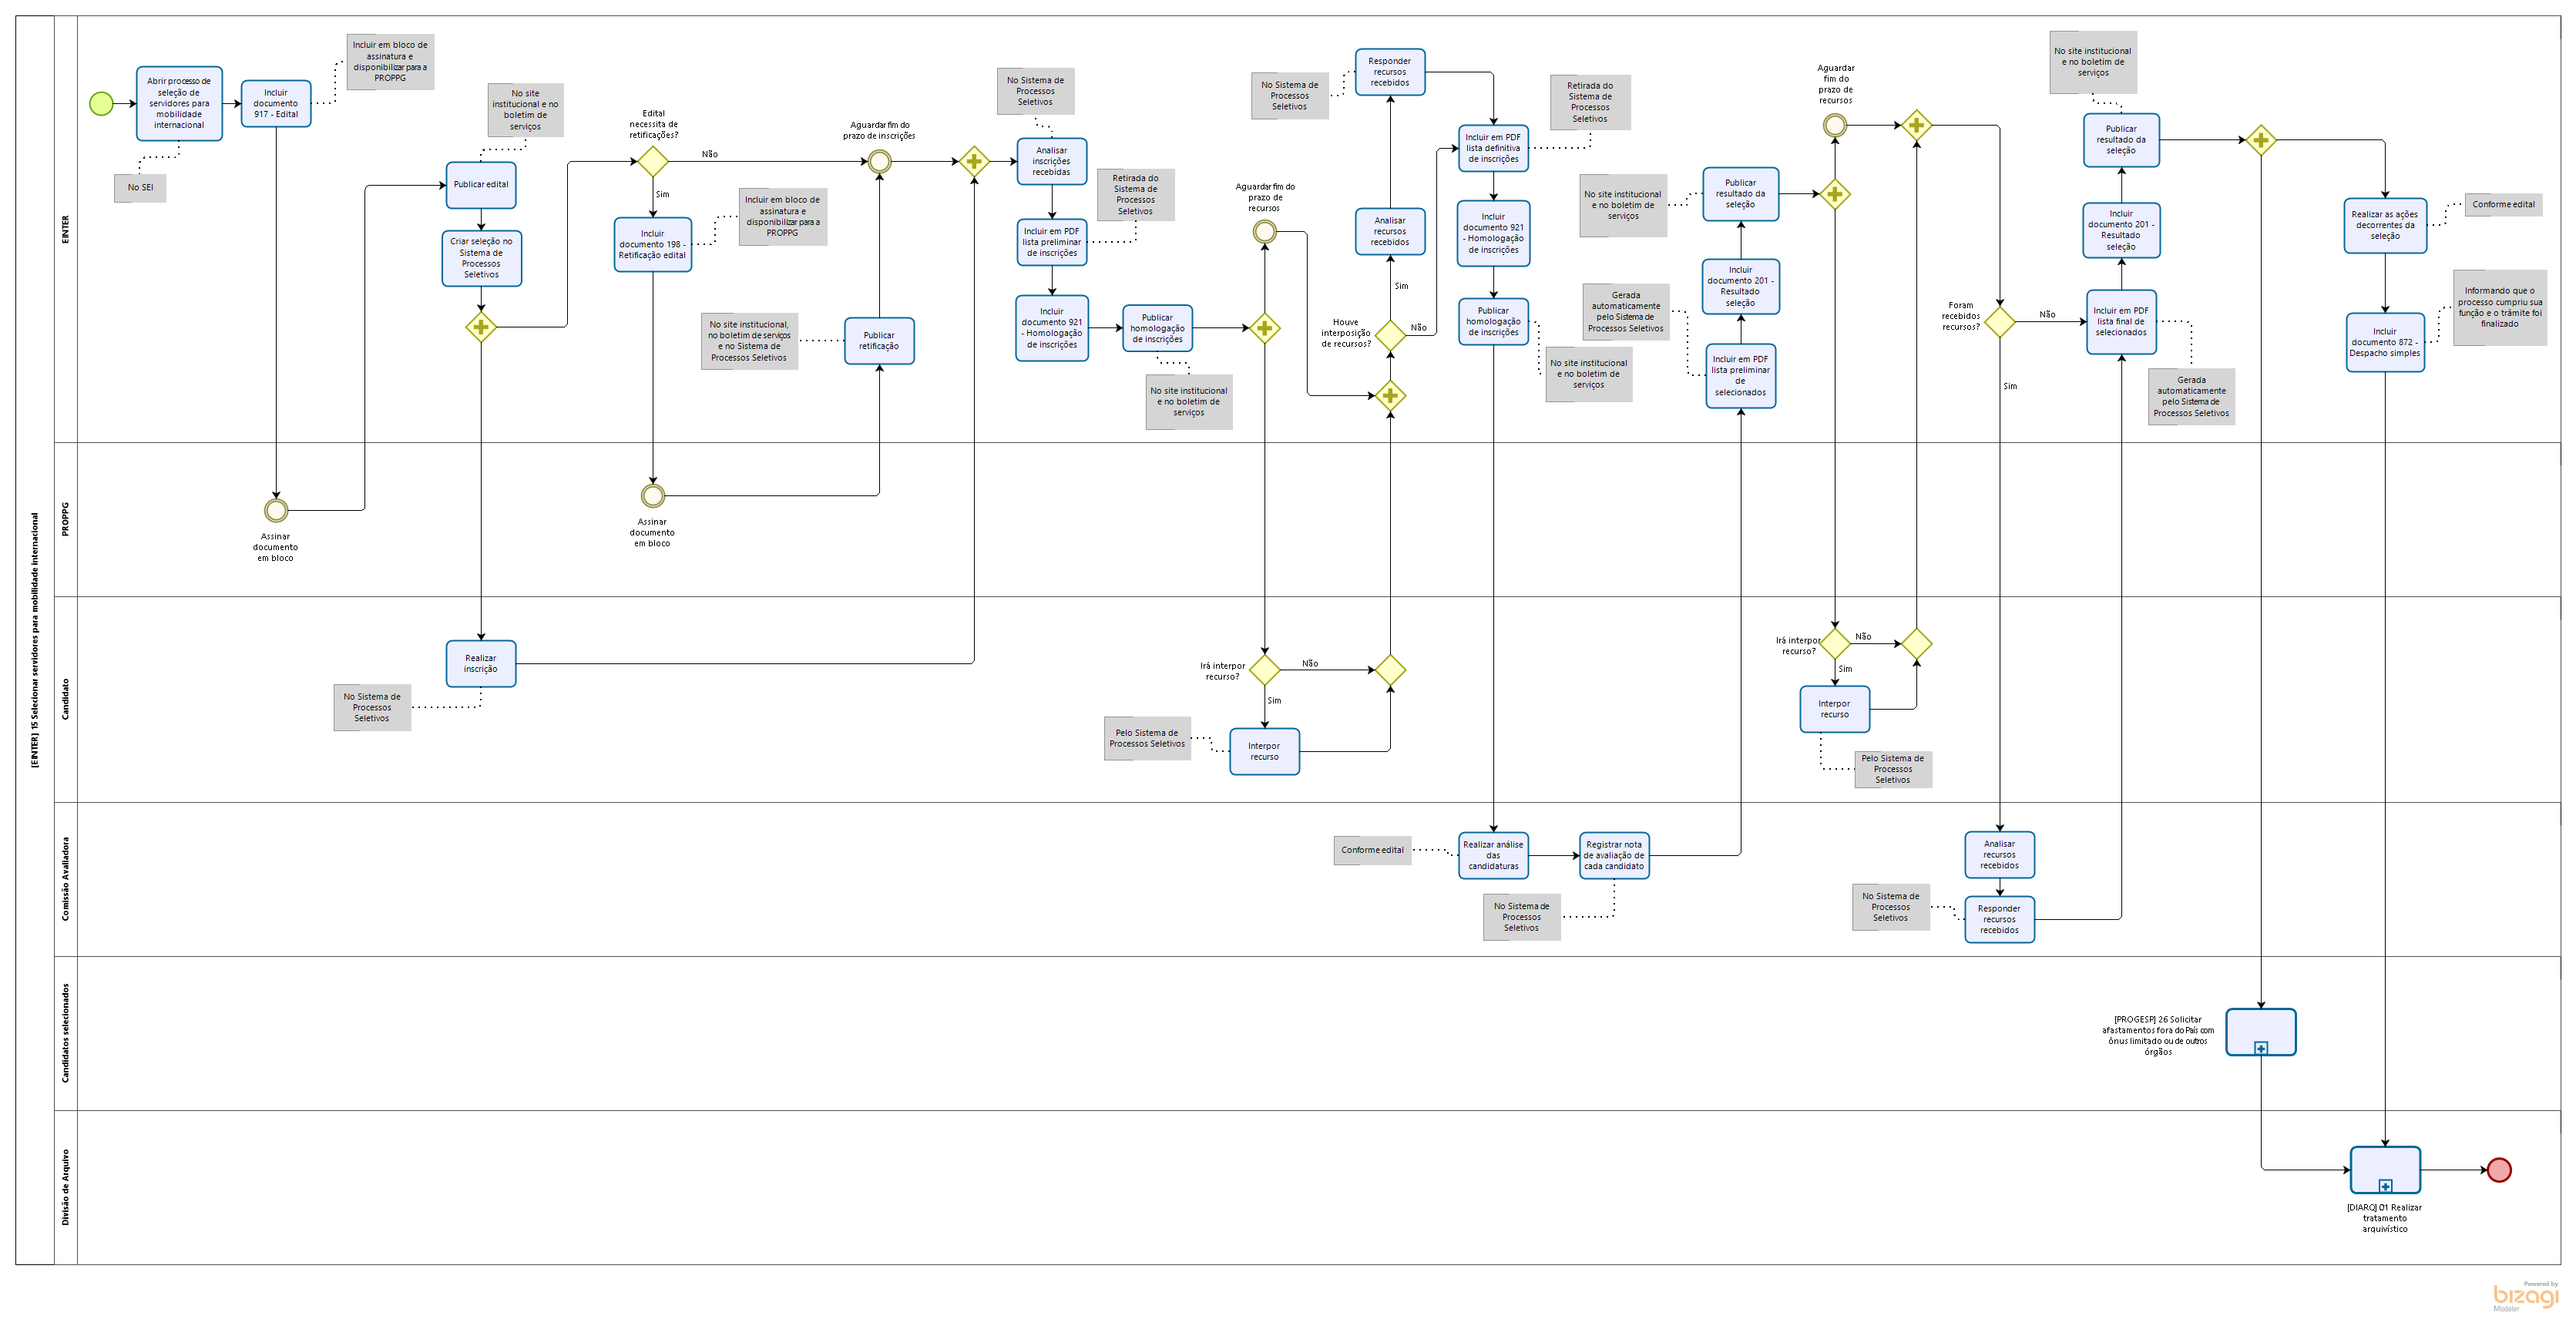 [EINTER] 15 Selecionar servidores para mobilidade internacional
EINTER
Abrir processo de
seleção de
servidores para
mobilidade
internacional
No SEI
Incluir
documento
917 - Edital
Incluir em bloco de
assinatura e
disponibilizar para a
PROPPG
No site
institucional e no
boletim de
serviços
Publicar edital
Criar seleção no
Sistema de
Processos
Seletivos
Edital
necessita de
retificações?
Não
Sim
Incluir
documento 198 -
Retificação edital
Incluir em bloco de
assinatura e
disponibilizar para a
PROPPG
Aguardar fim do
prazo de inscrições
No site institucional,
no boletim de serviços
e no Sistema de
Processos Seletivos
Publicar
retificação
No Sistema de
Processos
Seletivos
Analisar
inscrições
recebidas
Retirada do
Sistema de
Processos
Seletivos
Incluir em PDF
lista preliminar
de inscrições
Incluir
documento 921
- Homologação
de inscrições
Publicar
homologação
de inscrições
No site institucional
e no boletim de
serviços
Aguardar fim do
prazo de
recursos
No Sistema de
Processos
Seletivos
Responder
recursos
recebidos
Analisar
recursos
recebidos
Sim
Houve
interposição
de recursos?
Não
Incluir em PDF
lista definitiva
de inscrições
Retirada do
Sistema de
Processos
Seletivos
Incluir
documento 921
- Homologação
de inscrições
Publicar
homologação
de inscrições
No site institucional
e no boletim de
serviços
No site institucional
e no boletim de
serviços
Publicar
resultado da
seleção
Incluir
documento 201 -
Resultado
seleção
Gerada
automaticamente
pelo Sistema de
Processos Seletivos
Incluir em PDF
lista preliminar
de
selecionados
Aguardar
fim do
prazo de
recursos
Foram
recebidos
recursos?
Não
Sim
No site institucional
e no boletim de
serviços
Publicar
resultado da
seleção
Incluir
documento 201 -
Resultado
seleção
Incluir em PDF
lista final de
selecionados
Gerada
automaticamente
pelo Sistema de
Processos Seletivos
Realizar as ações
decorrentes da
seleção
Conforme edital
Informando que o
processo cumpriu sua
função e o trâmite foi
finalizado
Incluir
documento 872 -
Despacho simples
PROPPG
Assinar
documento
em bloco
Assinar
documento
em bloco
Candidato
Realizar
inscrição
No Sistema de
Processos
Seletivos
Irá interpor
recurso?
Não
Sim
Pelo Sistema de
Processos Seletivos
Interpor
recurso
Irá interpor
recurso?
Não
Sim
Interpor
recurso
Pelo Sistema de
Processos
Seletivos
Comissão Avaliadora
Conforme edital
Realizar análise
das
candidaturas
Registrar nota
de avaliação de
cada candidato
No Sistema de
Processos
Seletivos
Analisar
recursos
recebidos
No Sistema de
Processos
Seletivos
Responder
recursos
recebidos
Candidatos selecionados
[PROGESP] 26 Solicitar
afastamentos fora do País com
ônus limitado ou de outros
órgãos
Divisão de Arquivo
[DIARQ] 01 Realizar
tratamento
arquivístico
Powered by
bizagi
Modeler